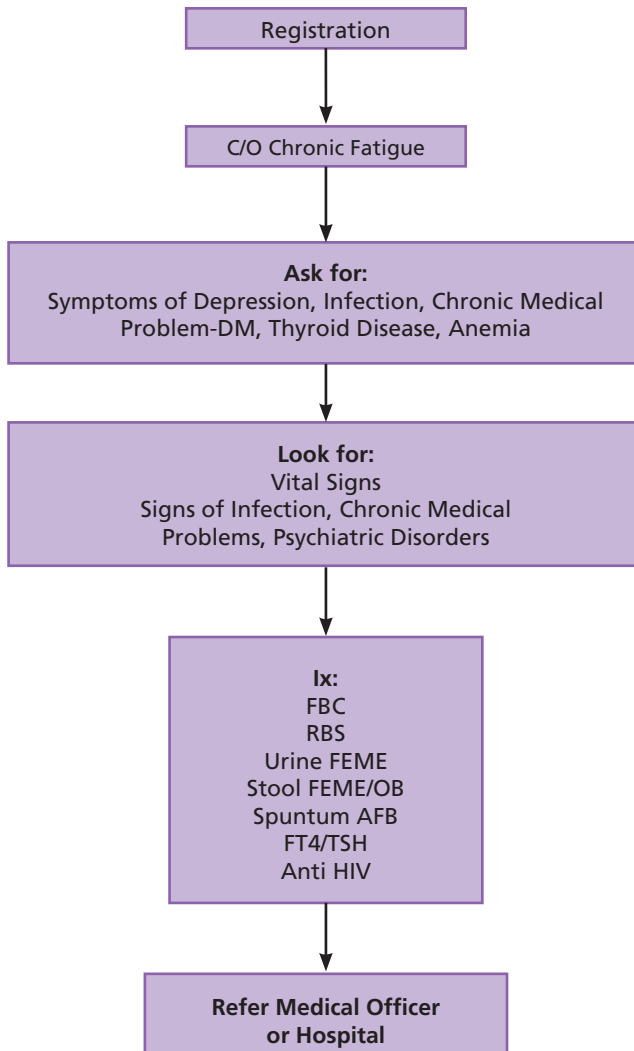 Registration
C/O Chronic Fatigue
Ask for:
Symptoms of Depression, Infection, Chronic Medical
Problem-DM, Thyroid Disease, Anemia
Look for:
Vital Signs
Signs of Infection, Chronic Medical
Problems, Psychiatric Disorders
Ix:
FBC
RBS
Urine FEME
Stool FEME/OB
Spuntum AFB
FT4/TSH
Anti HIV
Refer Medical Officer
or Hospital